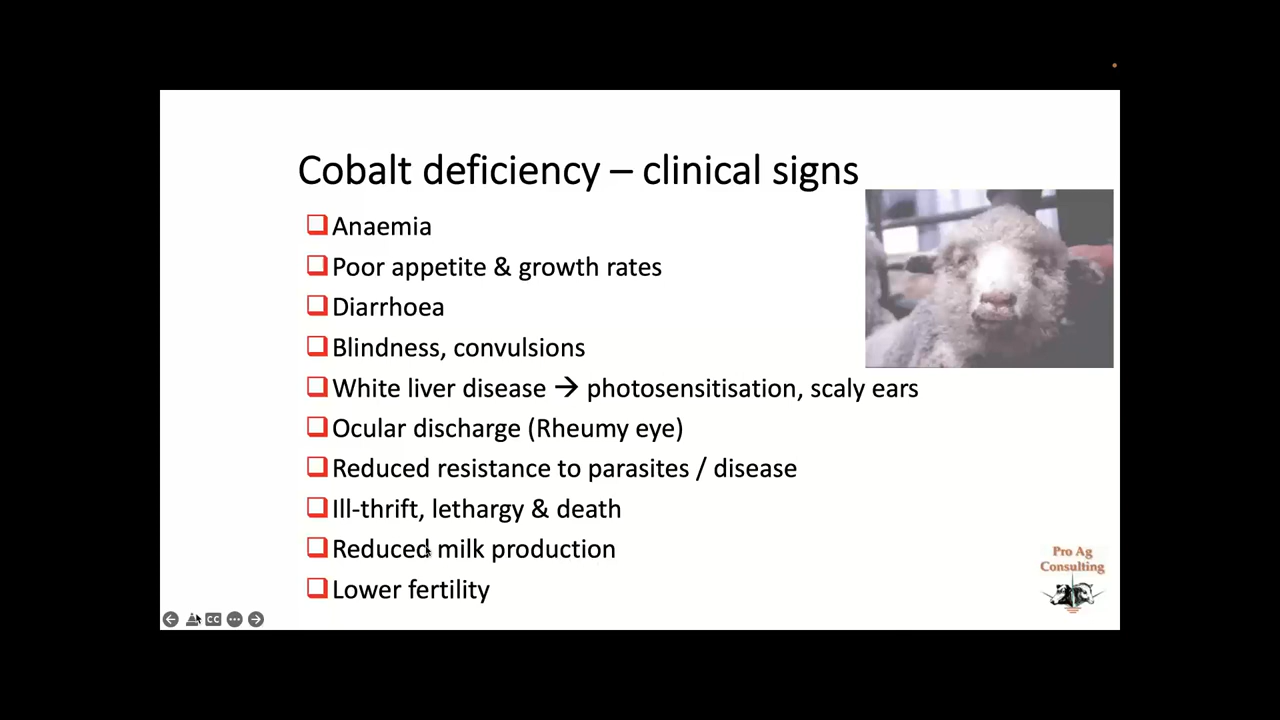 Cobalt deficiency – clinical signs
Anaemia
Poor appetite & growth rates
Diarrhoea
Blindness, convulsions
White liver disease → photosensitisation, scaly ears
Ocular discharge (Rheumy eye)
Reduced resistance to parasites / disease
Ill-thrift, lethargy & death
Reduced milk production
Lower fertility
Pro Ag
Consulting
CC